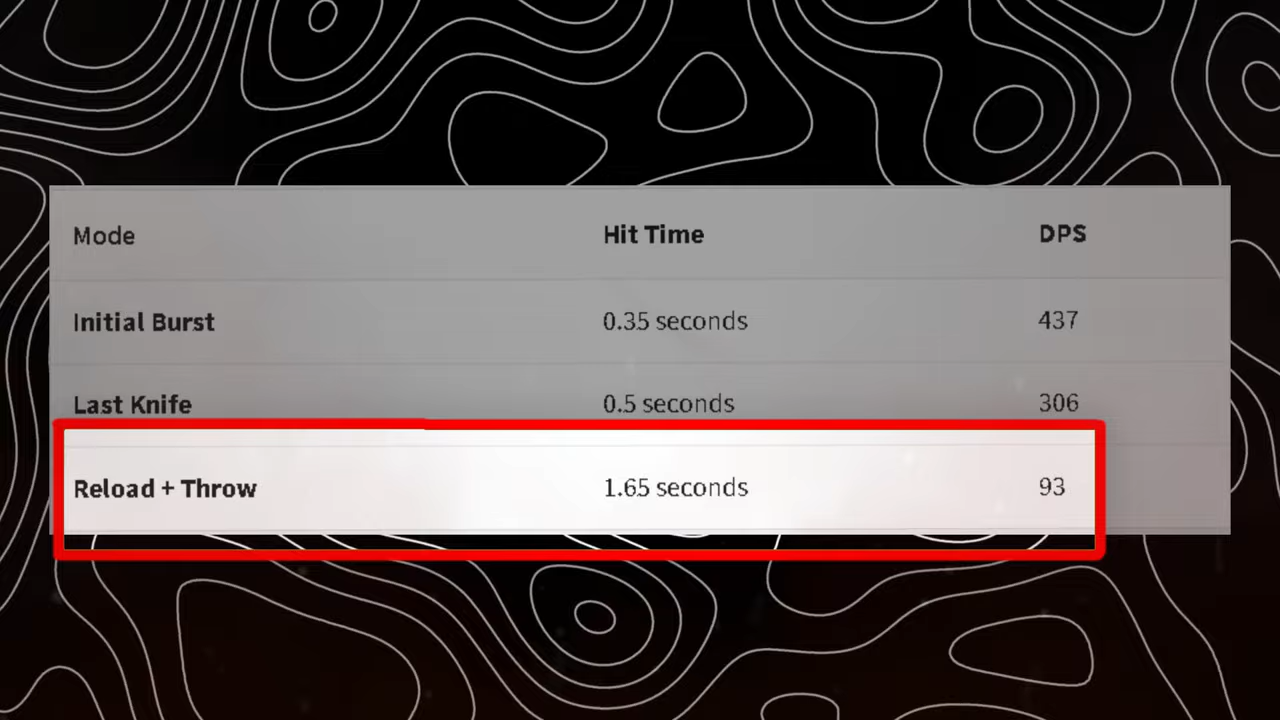 Mode Hit Time DPS
Initial Burst 0.35 seconds 437
Last Knife 0.5 seconds 306
Reload + Throw 1.65 seconds 93